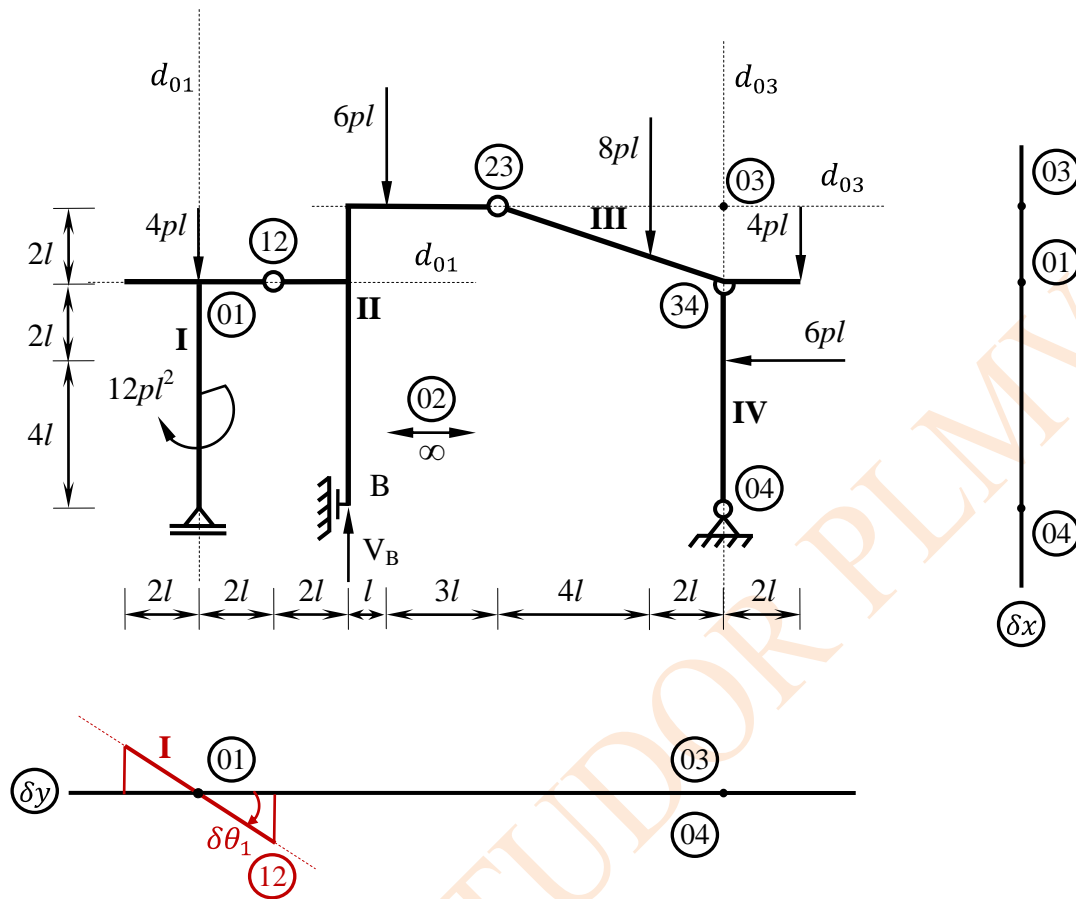 d₀₁
d₀₃
6pl
8pl
23
03
d₀₃
03
4pl
12
III
4pl
2l
d₀₁
01
01
II
34
2l
I
6pl
12pl²
02
IV
4l
∞
B
04
04
V_B
2l
2l
2l
l
3l
4l
2l
2l
δx
I
01
03
δy
δθ₁
04
12
TUDOR PLMV